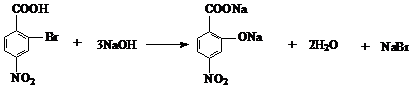 COOH COONa
Br + 3NaOH ONa + 2H₂O + NaBr
NO₂ NO₂